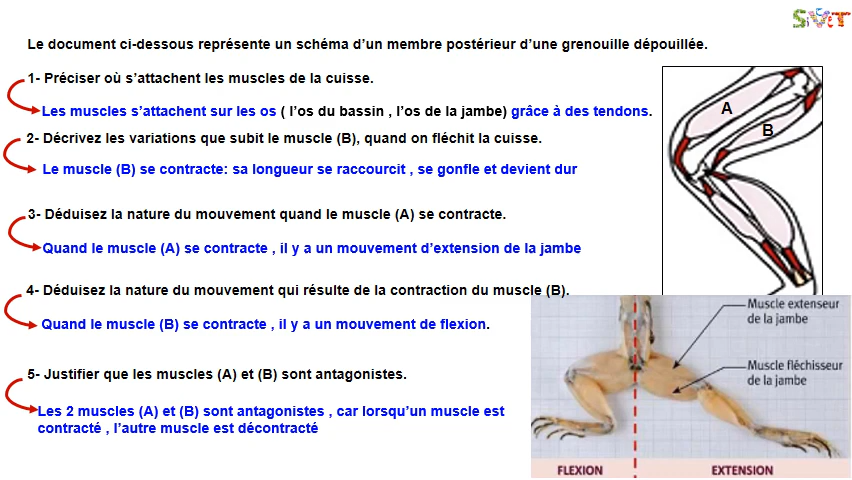 SVT
Le document ci-dessous représente un schéma d'un membre postérieur d'une grenouille dépouillée.
1- Préciser où s'attachent les muscles de la cuisse.
Les muscles s'attachent sur les os ( l'os du bassin , l'os de la jambe) grâce à des tendons.
2- Décrivez les variations que subit le muscle (B), quand on fléchit la cuisse.
Le muscle (B) se contracte: sa longueur se raccourcit , se gonfle et devient dur
3- Déduisez la nature du mouvement quand le muscle (A) se contracte.
Quand le muscle (A) se contracte , il y a un mouvement d'extension de la jambe
4- Déduisez la nature du mouvement qui résulte de la contraction du muscle (B).
Quand le muscle (B) se contracte , il y a un mouvement de flexion.
5- Justifier que les muscles (A) et (B) sont antagonistes.
Les 2 muscles (A) et (B) sont antagonistes , car lorsqu'un muscle est
contracté , l'autre muscle est décontracté
A
B
Muscle extenseur
de la jambe
Muscle fléchisseur
de la jambe
FLEXION
EXTENSION